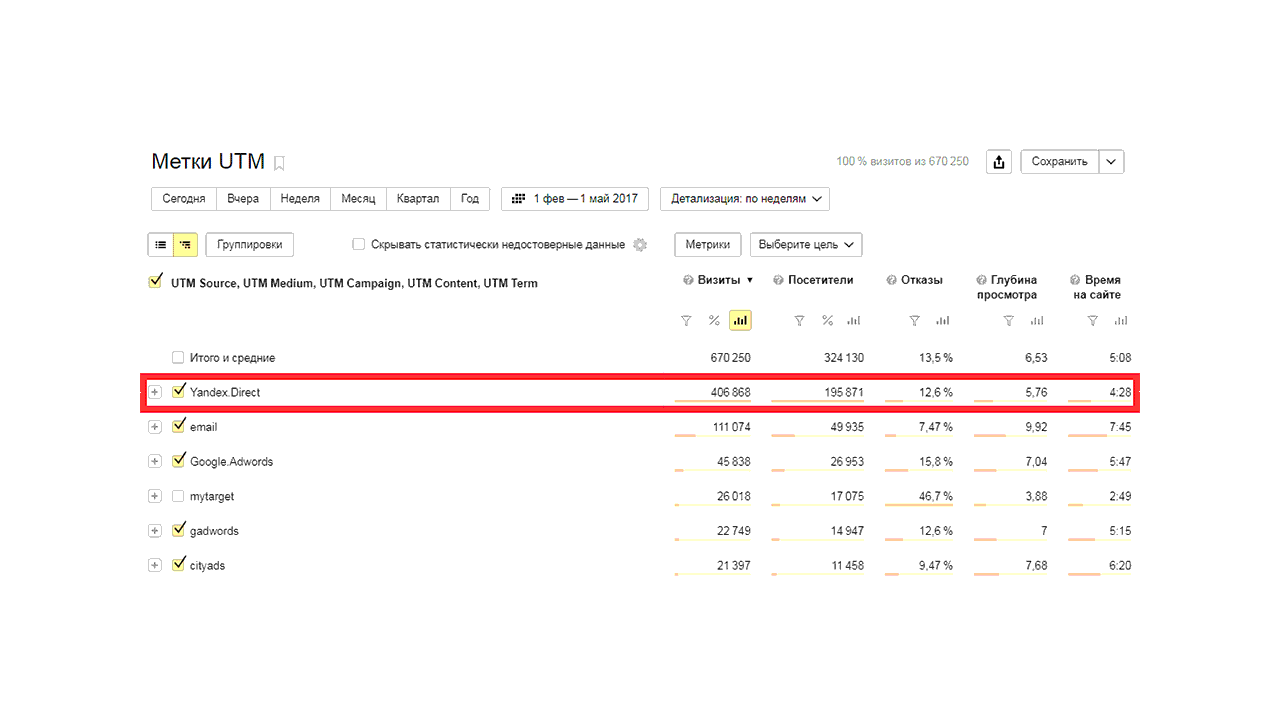 Метки UTM
100 % визитов из 670 250
Сохранить
Сегодня Вчера Неделя Месяц Квартал Год 1 фев — 1 май 2017 Детализация: по неделям
Группировки Скрывать статистически недостоверные данные Метрики Выберите цель
UTM Source, UTM Medium, UTM Campaign, UTM Content, UTM Term
? Визиты ? Посетители ? Отказы ? Глубина просмотра ? Время на сайте
% %
Итого и средние 670 250 324 130 13,5 % 6,53 5:08
Yandex.Direct 406 868 195 871 12,6 % 5,76 4:28
email 111 074 49 935 7,47 % 9,92 7:45
Google.Adwords 45 838 26 953 15,8 % 7,04 5:47
mytarget 26 018 17 075 46,7 % 3,88 2:49
gadwords 22 749 14 947 12,6 % 7 5:15
cityads 21 397 11 458 9,47 % 7,68 6:20